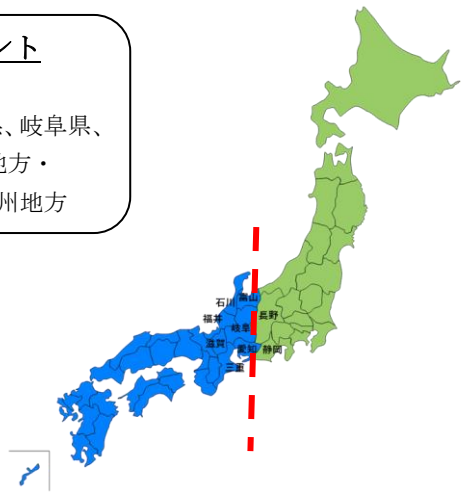 ント
、岐阜県、
地方・
州地方
富山
石川
長野
福井
岐阜
滋賀
愛知 静岡
三重